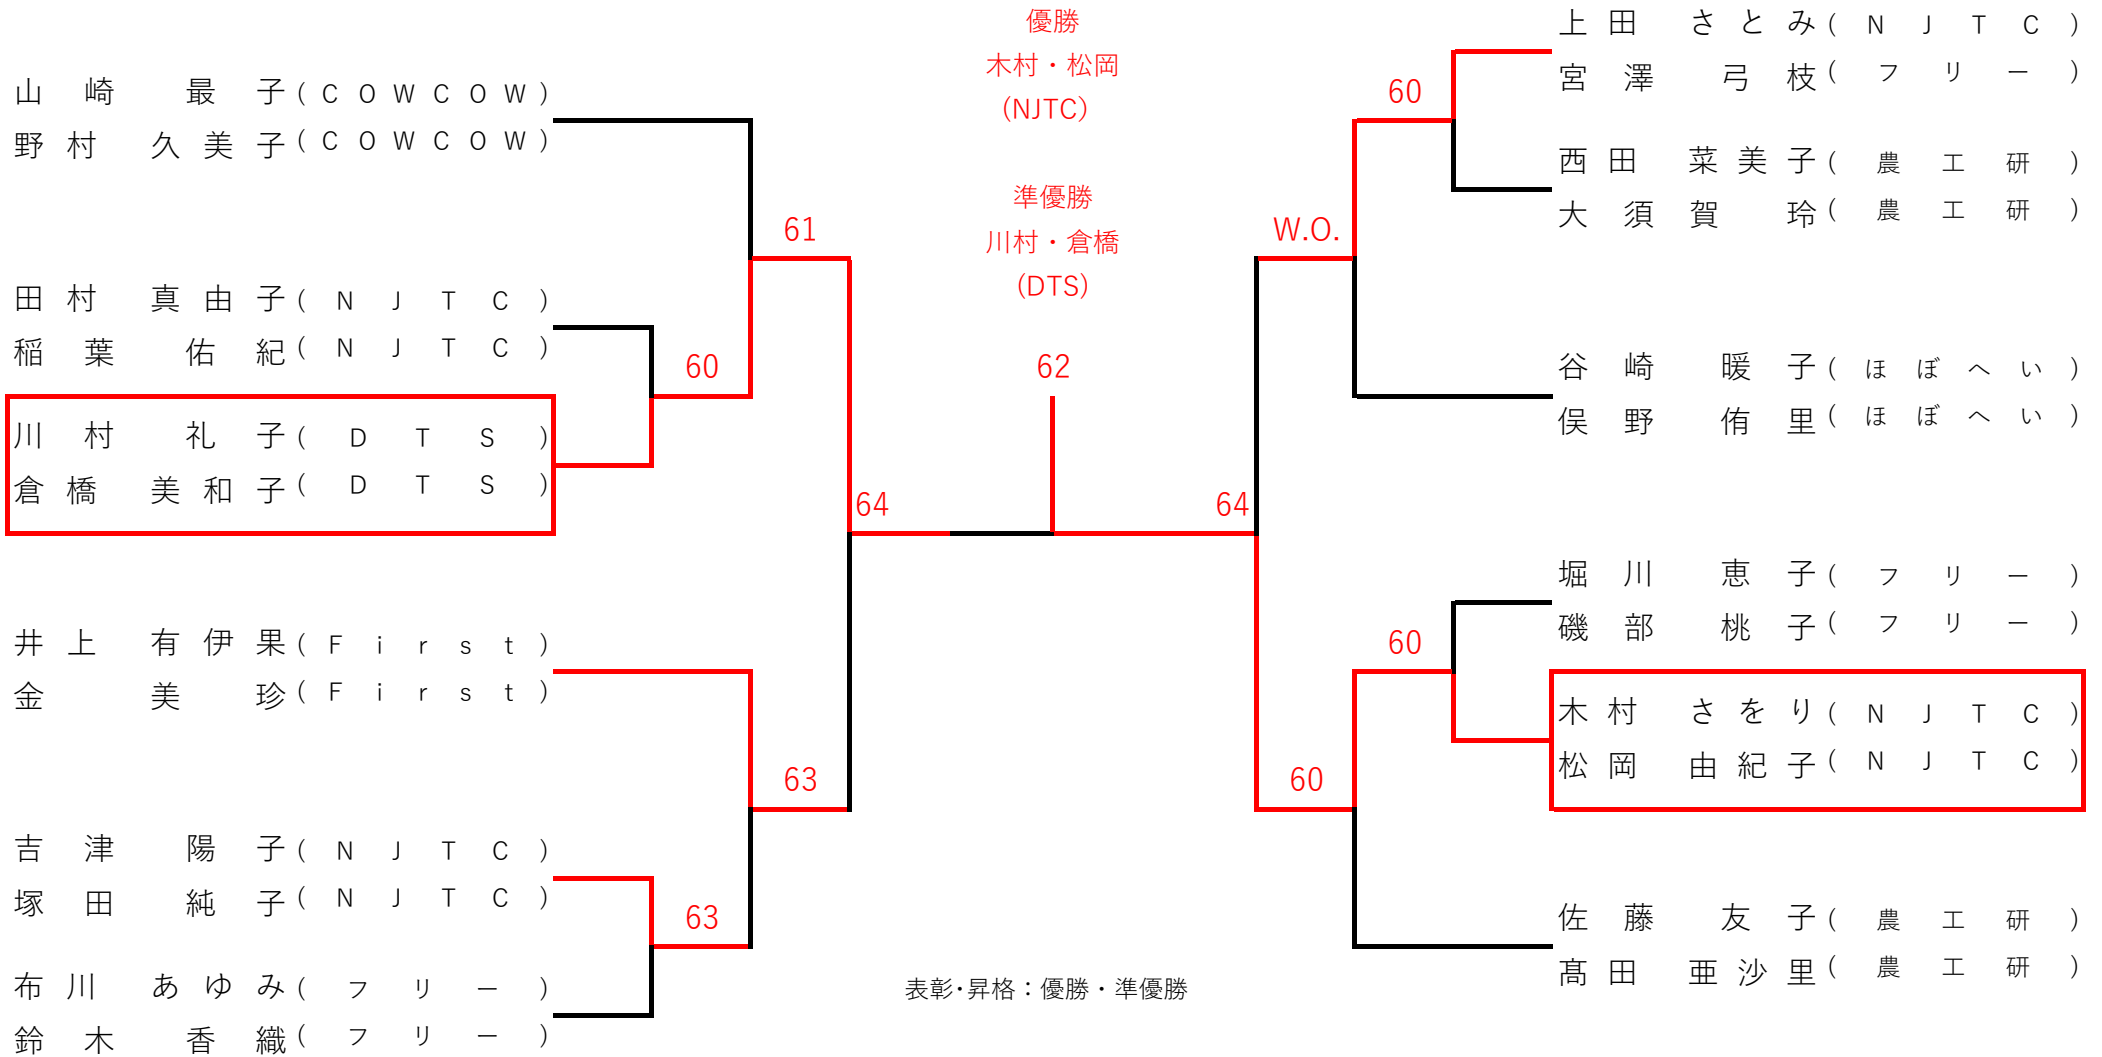 山崎 最子(COWCOW)
野村 久美子(COWCOW)
田村 真由子(NJTC)
稲葉 佑紀(NJTC)
川村 礼子(DTS)
倉橋 美和子(DTS)
井上 有伊果(First)
金 美珍(First)
吉津 陽子(NJTC)
塚田 純子(NJTC)
布川 あゆみ(フリー)
鈴木 香織(フリー)
61
60
64
63
63
優勝
木村・松岡
(NJTC)
準優勝
川村・倉橋
(DTS)
62
表彰・昇格：優勝・準優勝
60
W.O.
64
60
60
上田 さとみ(NJTC)
宮澤 弓枝(フリー)
西田 菜美子(農工研)
大須賀 玲(農工研)
谷崎 暖子(ほぼへい)
俣野 侑里(ほぼへい)
堀川 恵子(フリー)
磯部 桃子(フリー)
木村 さをり(NJTC)
松岡 由紀子(NJTC)
佐藤 友子(農工研)
髙田 亜沙里(農工研)